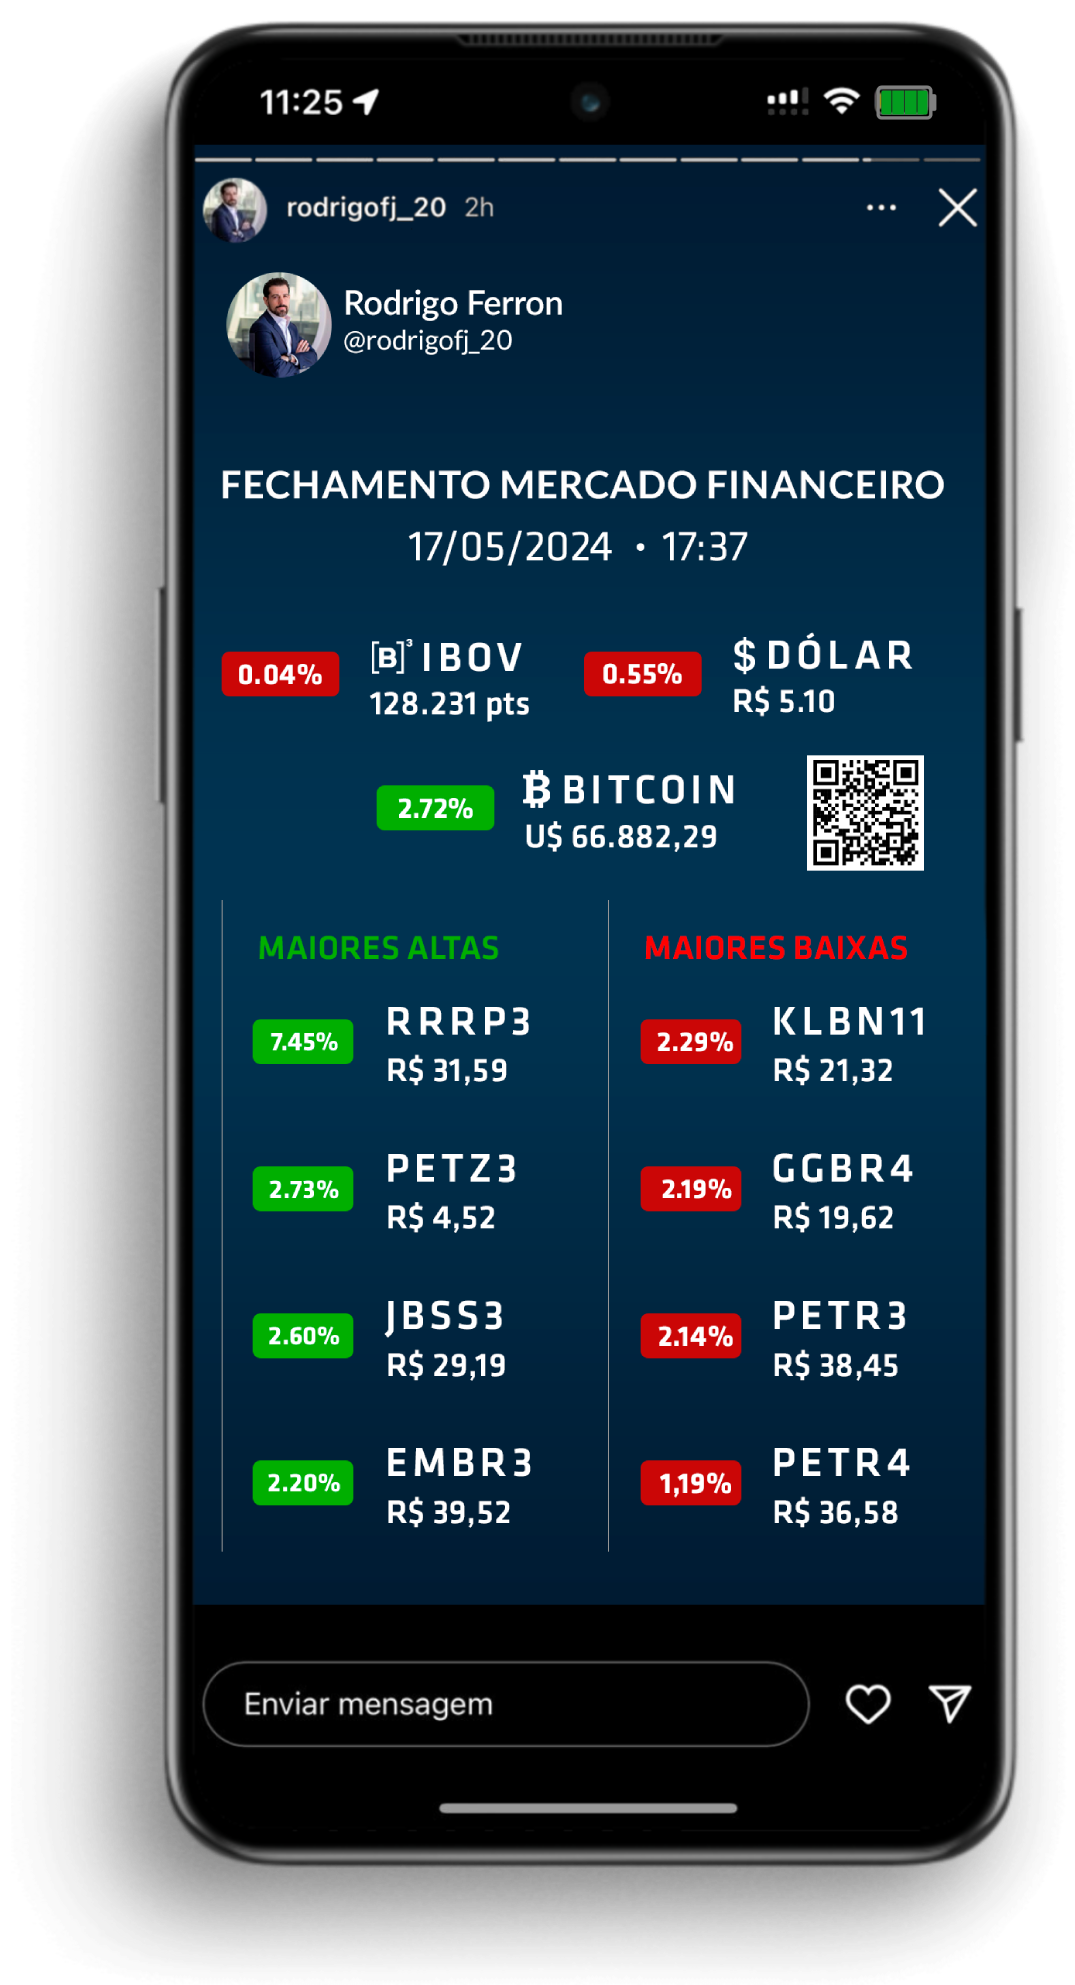 11:25
rodrigofj_20 2h
Rodrigo Ferron
@rodrigofj_20
FECHAMENTO MERCADO FINANCEIRO
17/05/2024 • 17:37
0.04% [B]³ IBOV
128.231 pts
0.55% $ DÓLAR
R$ 5.10
2.72% ₿ BITCOIN
U$ 66.882,29
MAIORES ALTAS
7.45% RRRP3
R$ 31,59
2.73% PETZ3
R$ 4,52
2.60% JBSS3
R$ 29,19
2.20% EMBR3
R$ 39,52
MAIORES BAIXAS
2.29% KLBN11
R$ 21,32
2.19% GGBR4
R$ 19,62
2.14% PETR3
R$ 38,45
1,19% PETR4
R$ 36,58
Enviar mensagem